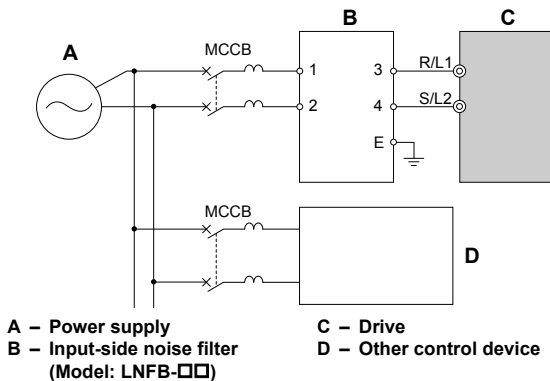 A
B
C
MCCB
1
3
R/L1
2
4
S/L2
E
MCCB
D
A – Power supply
B – Input-side noise filter
(Model: LNFB-□□)
C – Drive
D – Other control device